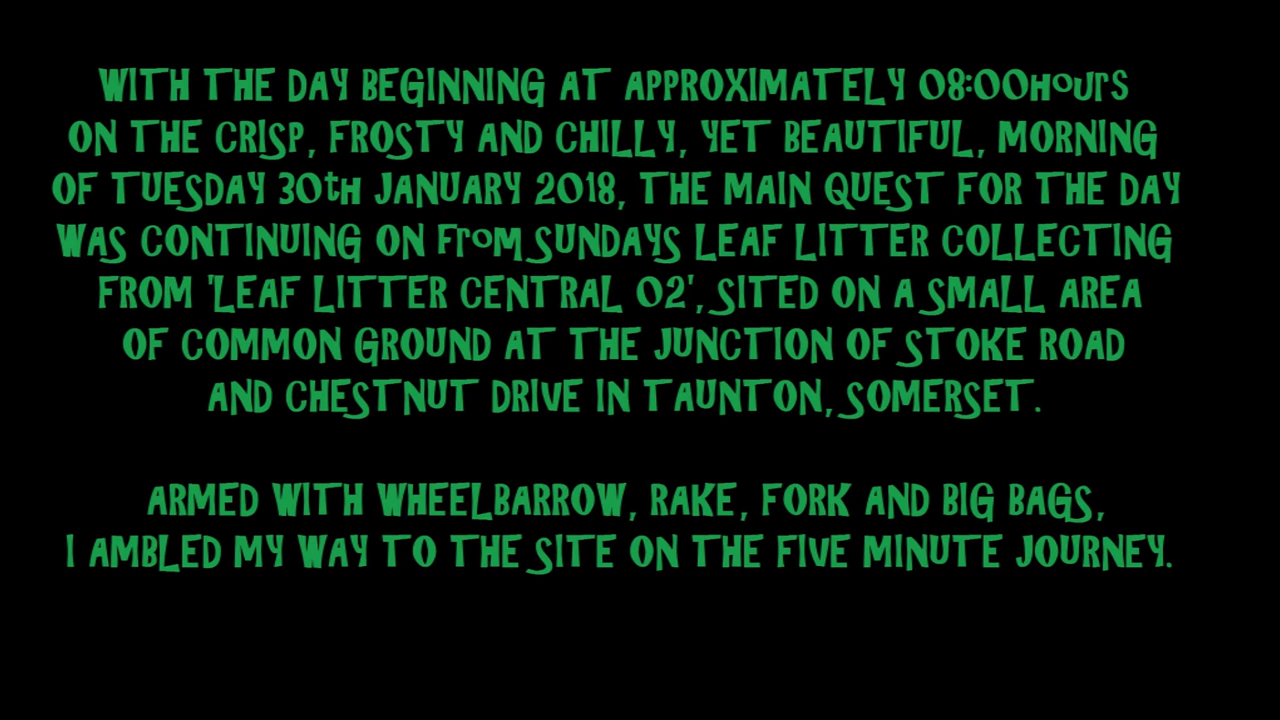 WITH THE DAY BEGINNING AT APPROXIMATELY 08:00HOURS
ON THE CRISP, FROSTY AND CHILLY, YET BEAUTIFUL, MORNING
OF TUESDAY 30th JANUARY 2018, THE MAIN QUEST FOR THE DAY
WAS CONTINUING ON FROM SUNDAYS LEAF LITTER COLLECTING
FROM 'LEAF LITTER CENTRAL 02', SITED ON A SMALL AREA
OF COMMON GROUND AT THE JUNCTION OF STOKE ROAD
AND CHESTNUT DRIVE IN TAUNTON, SOMERSET.
ARMED WITH WHEELBARROW, RAKE, FORK AND BIG BAGS,
I AMBLED MY WAY TO THE SITE ON THE FIVE MINUTE JOURNEY.